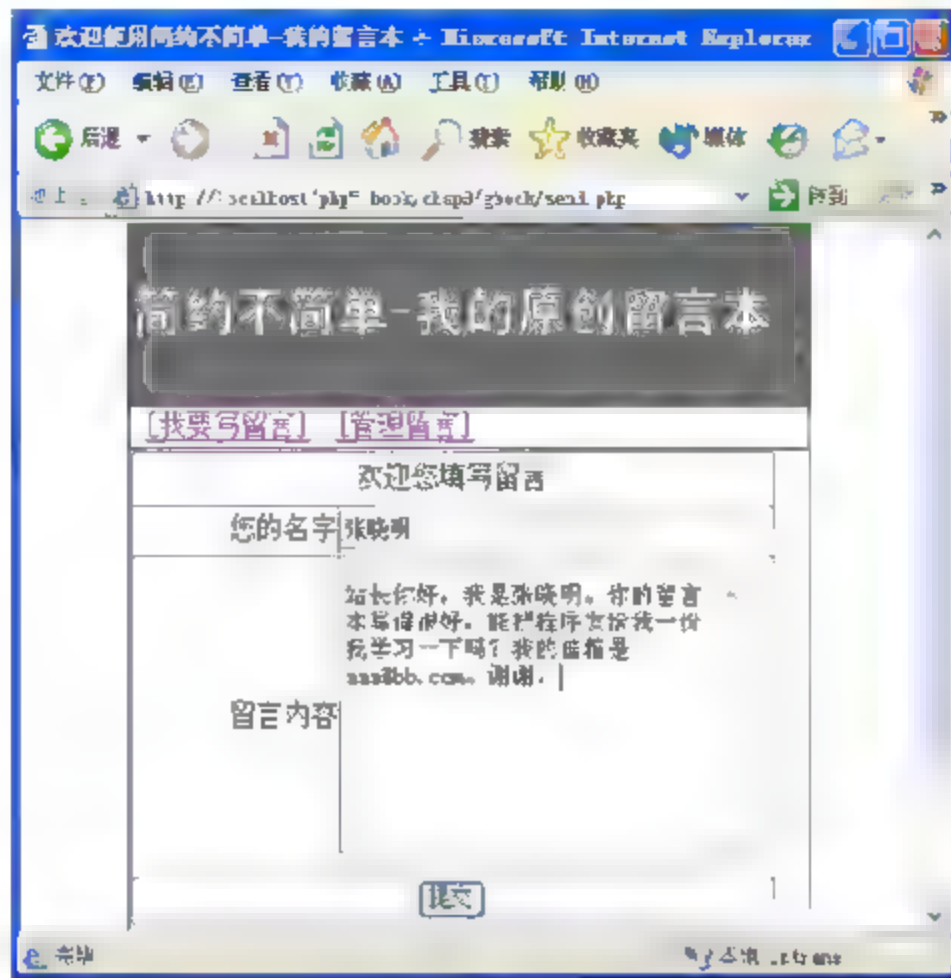 欢迎使用简约不简单-我的留言本 - Microsoft Internet Explorer
文件(F) 编辑(E) 查看(V) 收藏(A) 工具(T) 帮助(H)
后退 搜索 收藏夹 媒体
转到
简约不简单-我的原创留言本
[我要写留言] [管理留言]
欢迎您填写留言
您的名字 张晓明
站长你好，我是张晓明。你的留言
本写得很好。能把程序发给我一份
我学习一下吗？我的邮箱是
谢谢。
留言内容
提交
完毕 本地 Intranet